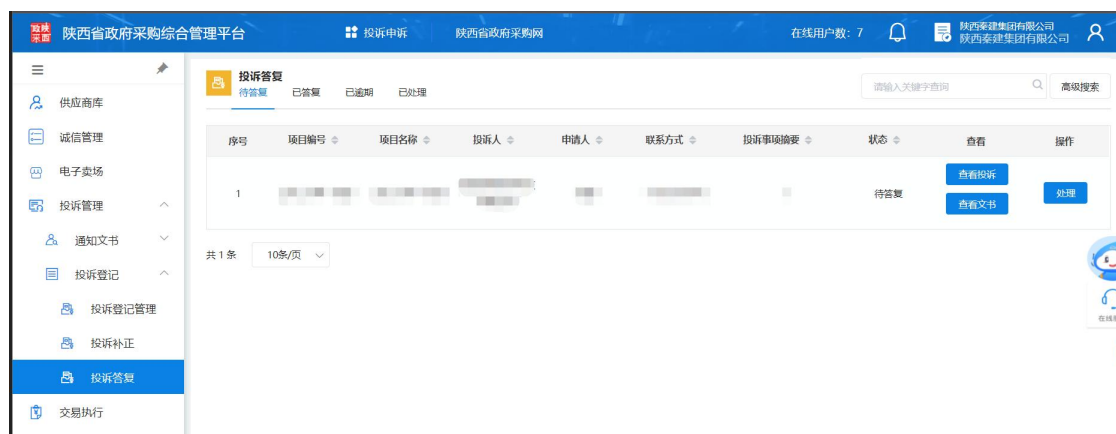 政陕
采西 陕西省政府采购综合管理平台 投诉申诉 陕西省政府采购网 在线用户数：7 陕西秦建集团有限公司
陕西秦建集团有限公司
供应商库
诚信管理
电子卖场
投诉管理
通知文书
投诉登记
投诉登记管理
投诉补正
投诉答复
交易执行
投诉答复
待答复 已答复 已逾期 已处理
请输入关键字查询 高级搜索
序号 项目编号 项目名称 投诉人 申请人 联系方式 投诉事项摘要 状态 查看 操作
1 待答复 查看投诉 处理
查看文书
共 1 条 10条/页
在线